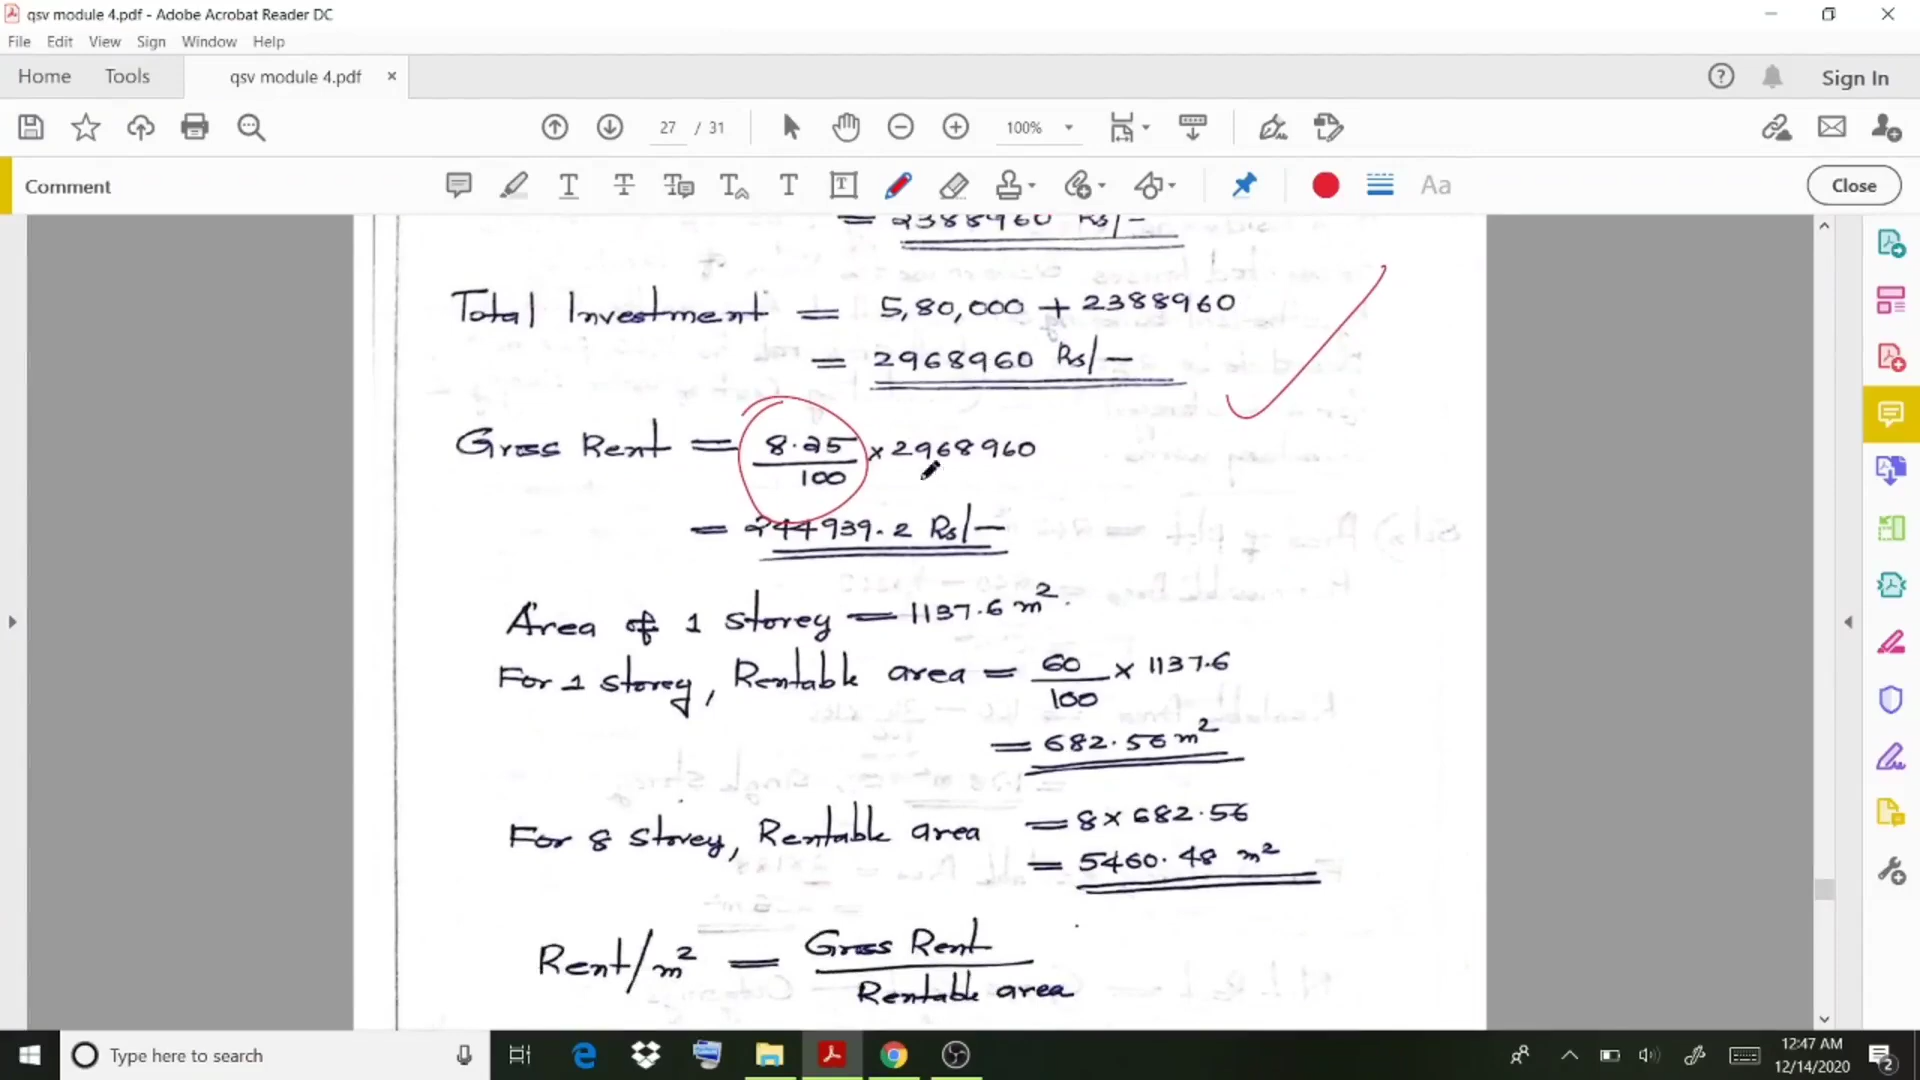 qsv module 4.pdf - Adobe Acrobat Reader DC
File Edit View Sign Window Help
Home Tools qsv module 4.pdf × Sign In
27 / 31 100%
Comment Close
= 2388960 Rs/-
Total Investment = 5,80,000 + 2388960
= 2968960 Rs/-
Gross Rent = 8.25/100 × 2968960
= 244939.2 Rs/-
Area of 1 storey = 1137.6 m².
For 1 storey, Rentable area = 60/100 × 1137.6
= 682.56 m²
For 8 storey, Rentable area = 8 × 682.56
= 5460.48 m²
Rent/m² = Gross Rent / Rentable area
Type here to search
12:47 AM
12/14/2020
2